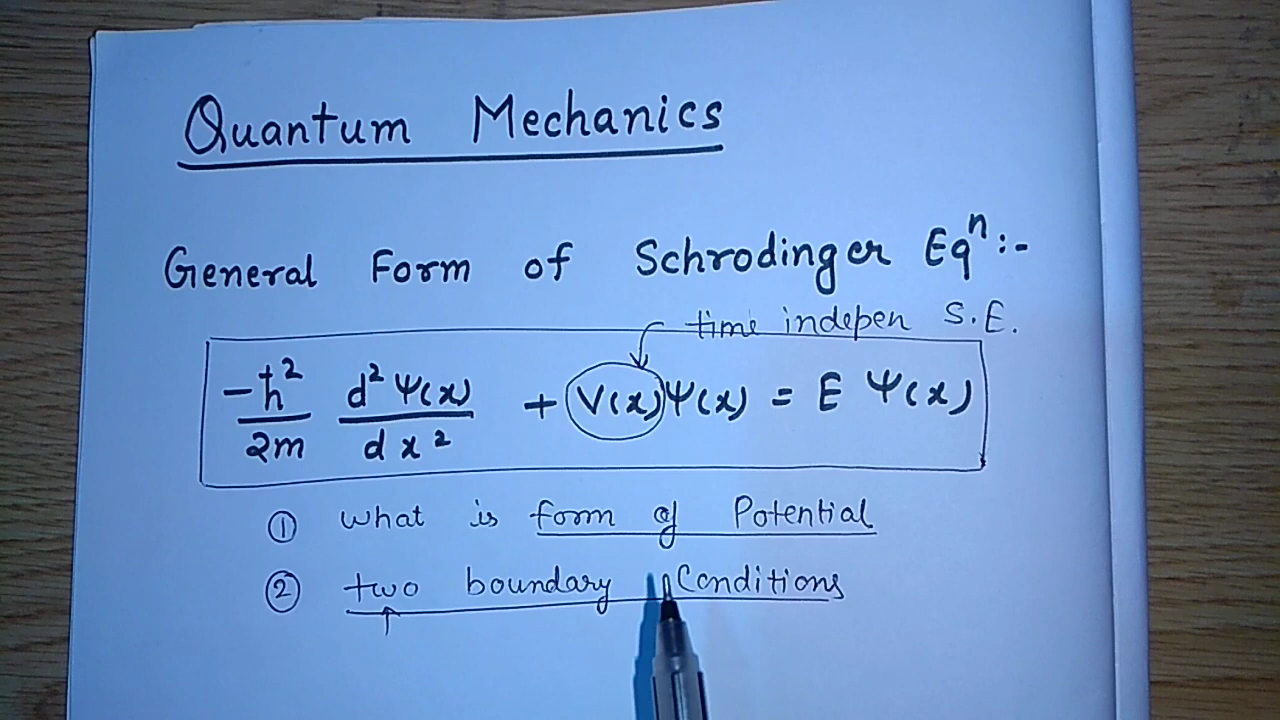 Quantum Mechanics
General Form of Schrodinger Eqⁿ:-
time indepen S.E.
-ħ²/2m d²Ψ(x)/dx² + V(x)Ψ(x) = E Ψ(x)
① What is form of Potential
② two boundary Conditions